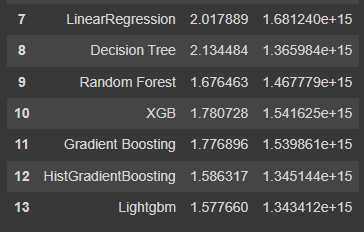 7 LinearRegression 2.017889 1.681240e+15
8 Decision Tree 2.134484 1.365984e+15
9 Random Forest 1.676463 1.467779e+15
10 XGB 1.780728 1.541625e+15
11 Gradient Boosting 1.776896 1.539861e+15
12 HistGradientBoosting 1.586317 1.345144e+15
13 Lightgbm 1.577660 1.343412e+15